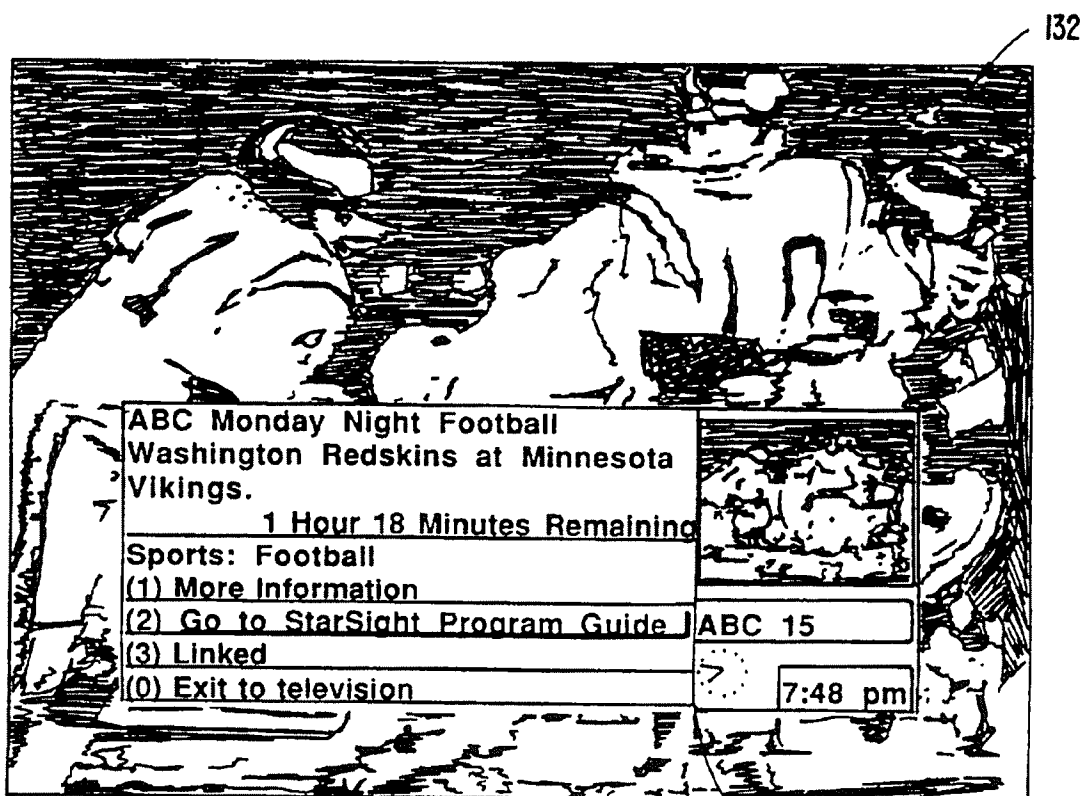 132
ABC Monday Night Football
Washington Redskins at Minnesota
Vikings.
1 Hour 18 Minutes Remaining
Sports: Football
(1) More Information
(2) Go to StarSight Program Guide
ABC 15
(3) Linked
(0) Exit to television
7:48 pm